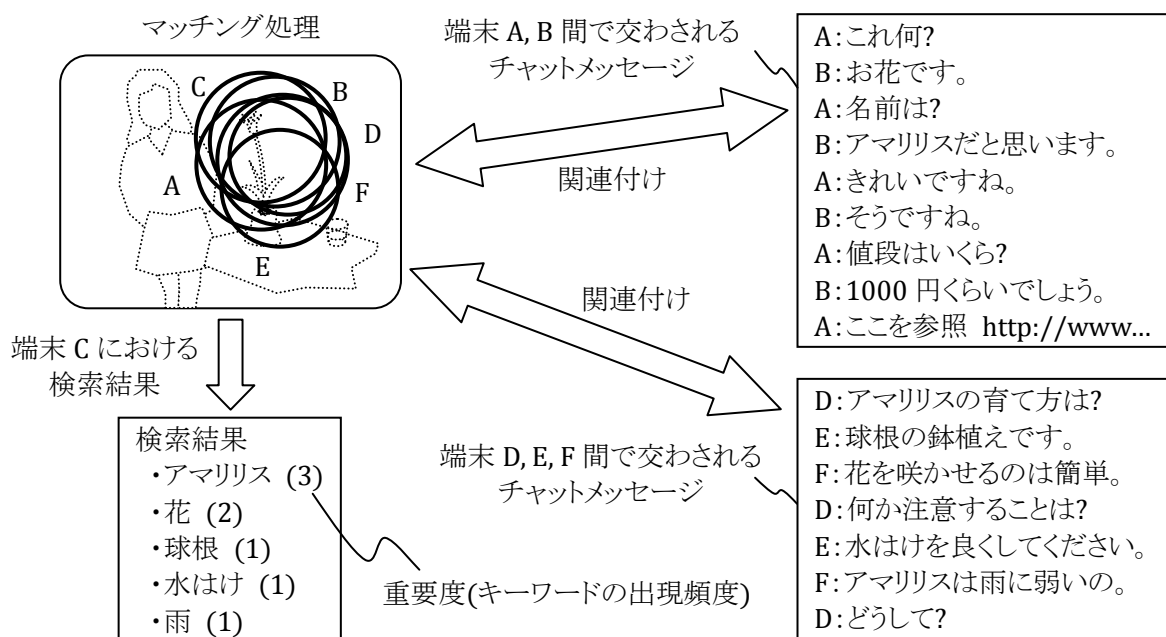 マッチング処理
C
B
D
A
F
E
端末 A, B 間で交わされる
チャットメッセージ
関連付け
A:これ何?
B:お花です。
A:名前は?
B:アマリリスだと思います。
A:きれいですね。
B:そうですね。
A:値段はいくら?
B:1000 円くらいでしょう。
A:ここを参照 http://www...
関連付け
端末 C における
検索結果
検索結果
・アマリリス (3)
・花 (2)
・球根 (1)
・水はけ (1)
・雨 (1)
重要度(キーワードの出現頻度)
端末 D, E, F 間で交わされる
チャットメッセージ
D:アマリリスの育て方は?
E:球根の鉢植えです。
F:花を咲かせるのは簡単。
D:何か注意することは?
E:水はけを良くしてください。
F:アマリリスは雨に弱いの。
D:どうして?